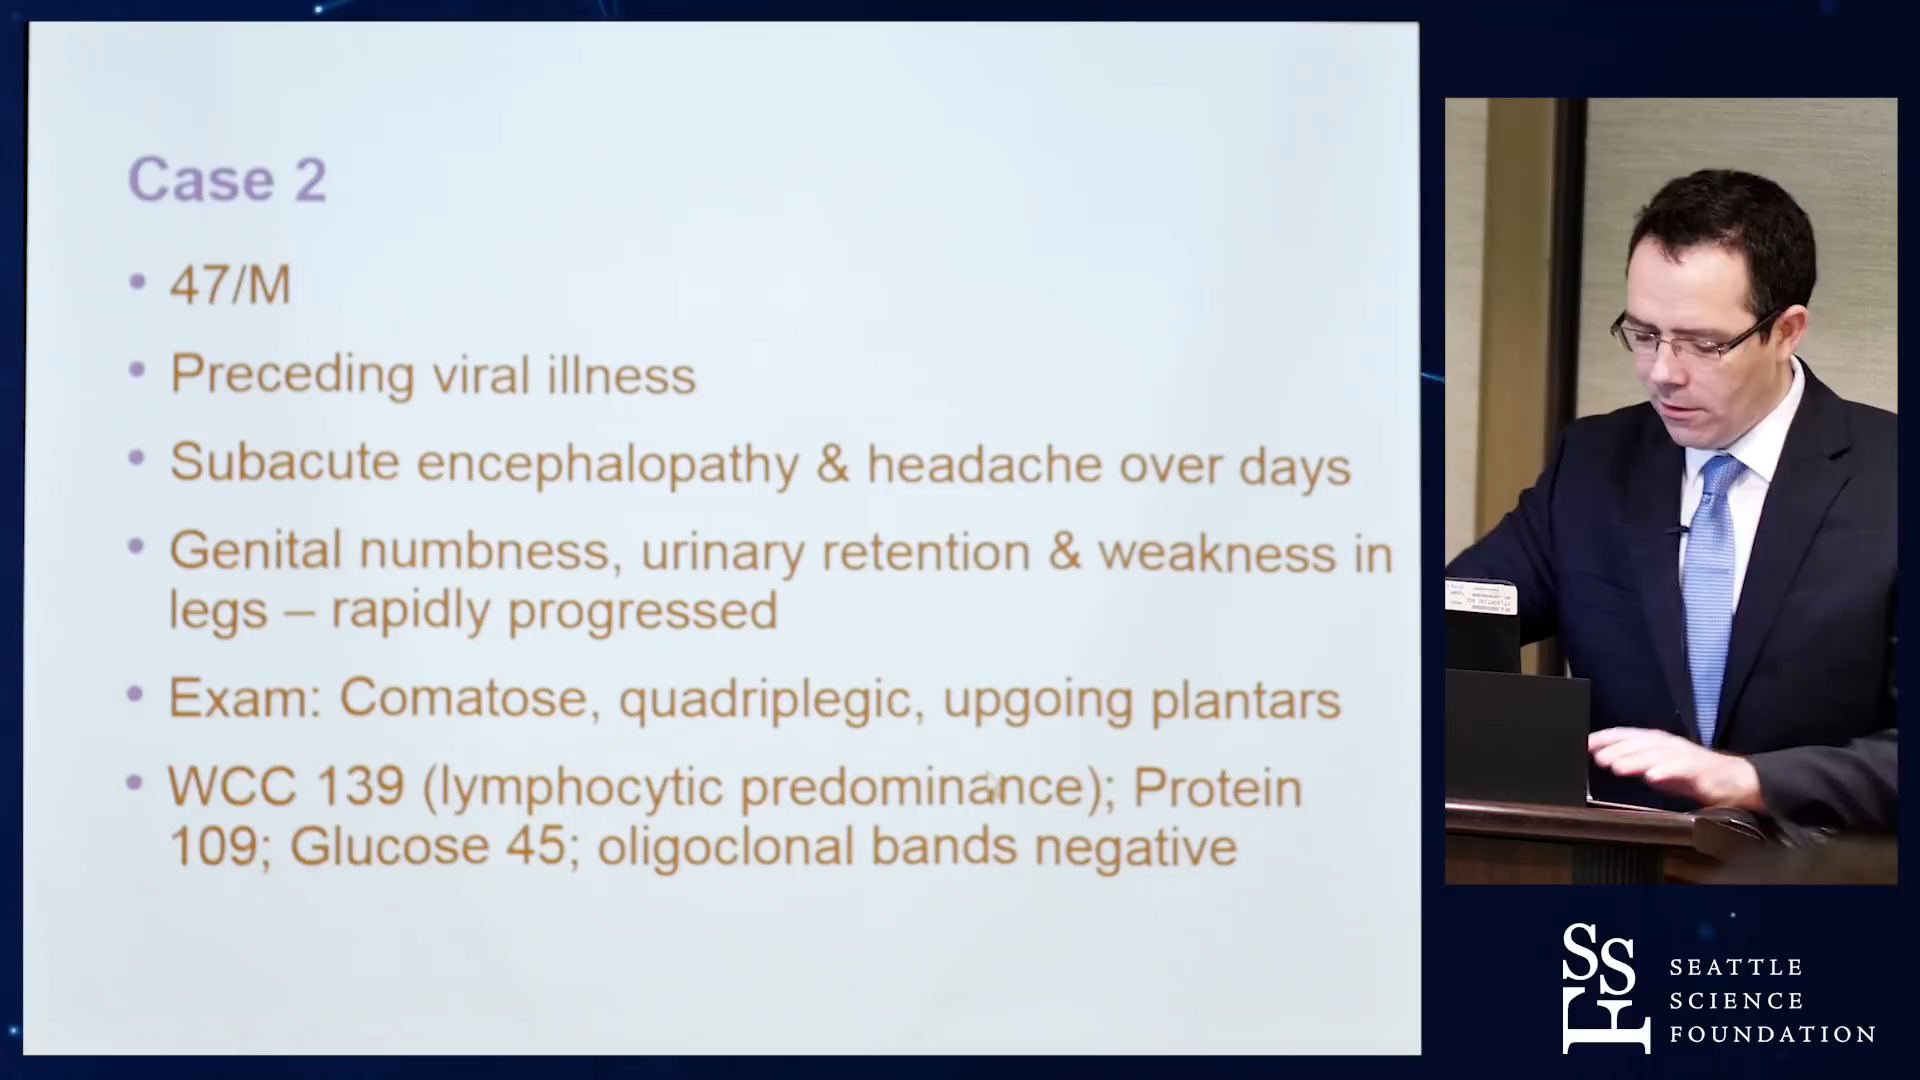 Case 2
• 47/M
• Preceding viral illness
• Subacute encephalopathy & headache over days
• Genital numbness, urinary retention & weakness in
legs – rapidly progressed
• Exam: Comatose, quadriplegic, upgoing plantars
• WCC 139 (lymphocytic predominance); Protein
109; Glucose 45; oligoclonal bands negative
SSF
SEATTLE
SCIENCE
FOUNDATION